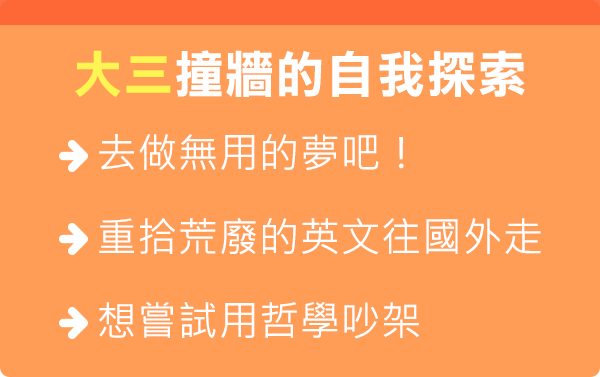 大三撞牆的自我探索
去做無用的夢吧！
重拾荒廢的英文往國外走
想嘗試用哲學吵架